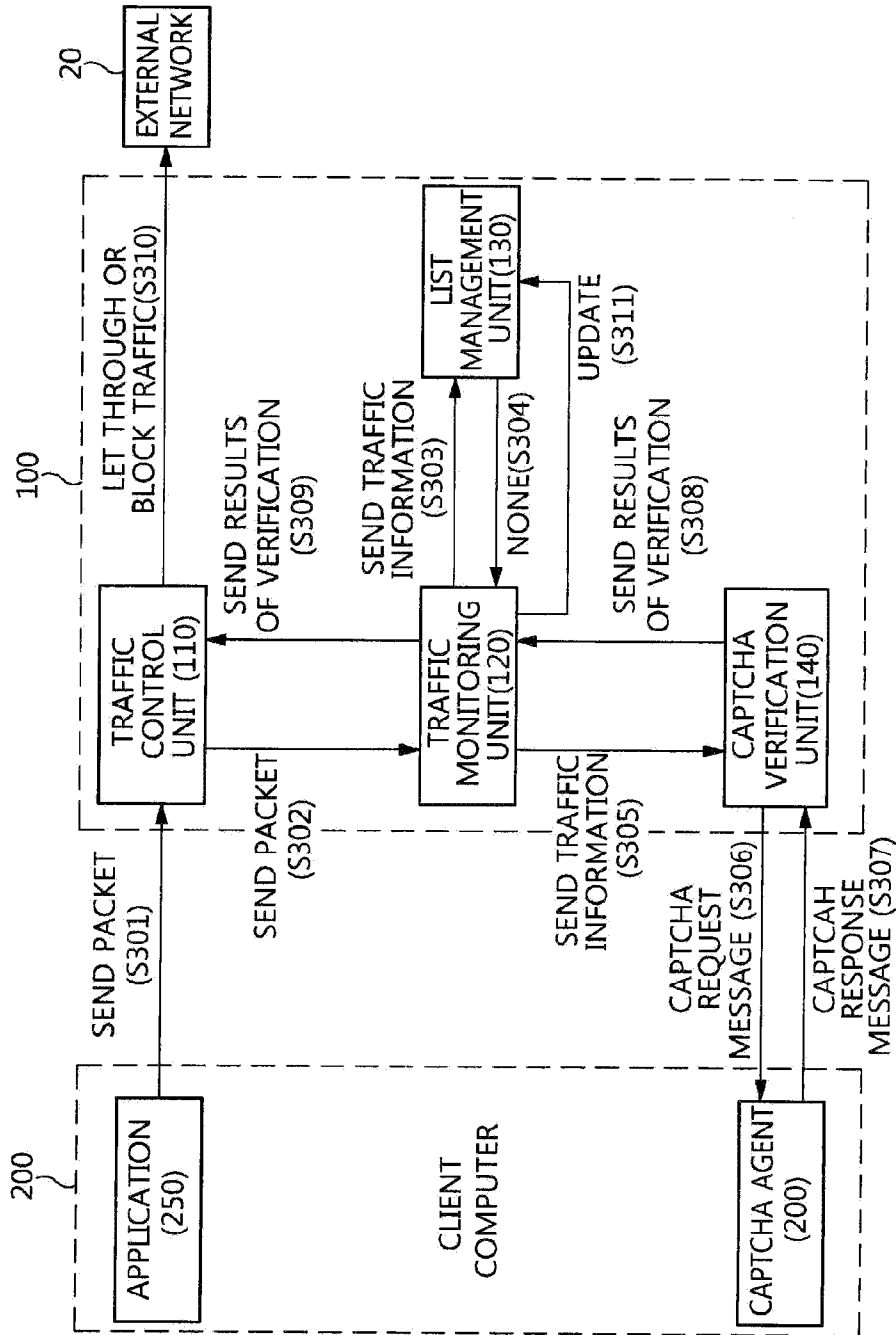 200
APPLICATION
(250)
CLIENT
COMPUTER
CAPTCHA AGENT
(200)
SEND PACKET
(S301)
CAPTCHA
REQUEST
MESSAGE (S306)
CAPTCAH
RESPONSE
MESSAGE (S307)
100
TRAFFIC
CONTROL
UNIT (110)
SEND PACKET
(S302)
SEND RESULTS
OF VERIFICATION
(S309)
LET THROUGH OR
BLOCK TRAFFIC(S310)
TRAFFIC
MONITORING
UNIT(120)
SEND TRAFFIC
INFORMATION
(S303)
NONE(S304)
LIST
MANAGEMENT
UNIT(130)
UPDATE
(S311)
SEND TRAFFIC
INFORMATION
(S305)
SEND RESULTS
OF VERIFICATION
(S308)
CAPTCHA
VERIFICATION
UNIT(140)
20
EXTERNAL
NETWORK